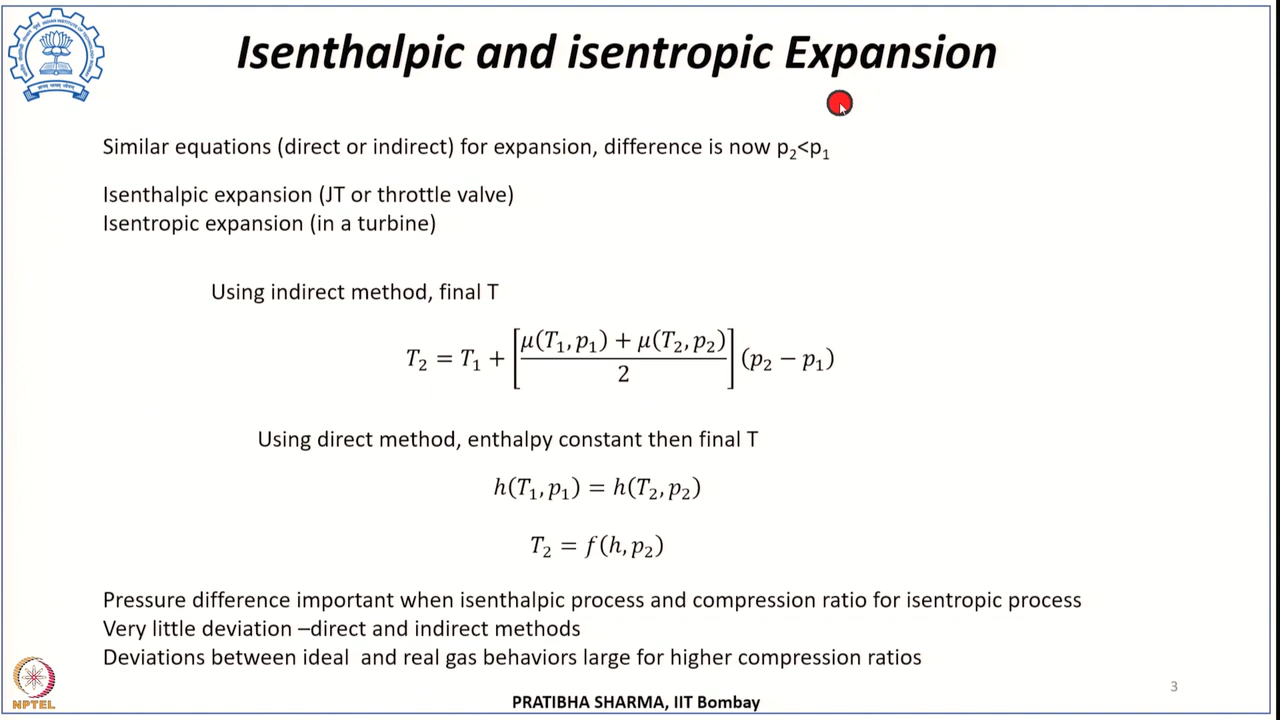 Isenthalpic and isentropic Expansion
Similar equations (direct or indirect) for expansion, difference is now p₂<p₁
Isenthalpic expansion (JT or throttle valve)
Isentropic expansion (in a turbine)
Using indirect method, final T
T₂ = T₁ + [μ(T₁, p₁) + μ(T₂, p₂) / 2] (p₂ − p₁)
Using direct method, enthalpy constant then final T
h(T₁, p₁) = h(T₂, p₂)
T₂ = f(h, p₂)
Pressure difference important when isenthalpic process and compression ratio for isentropic process
Very little deviation –direct and indirect methods
Deviations between ideal and real gas behaviors large for higher compression ratios
3
NPTEL
PRATIBHA SHARMA, IIT Bombay